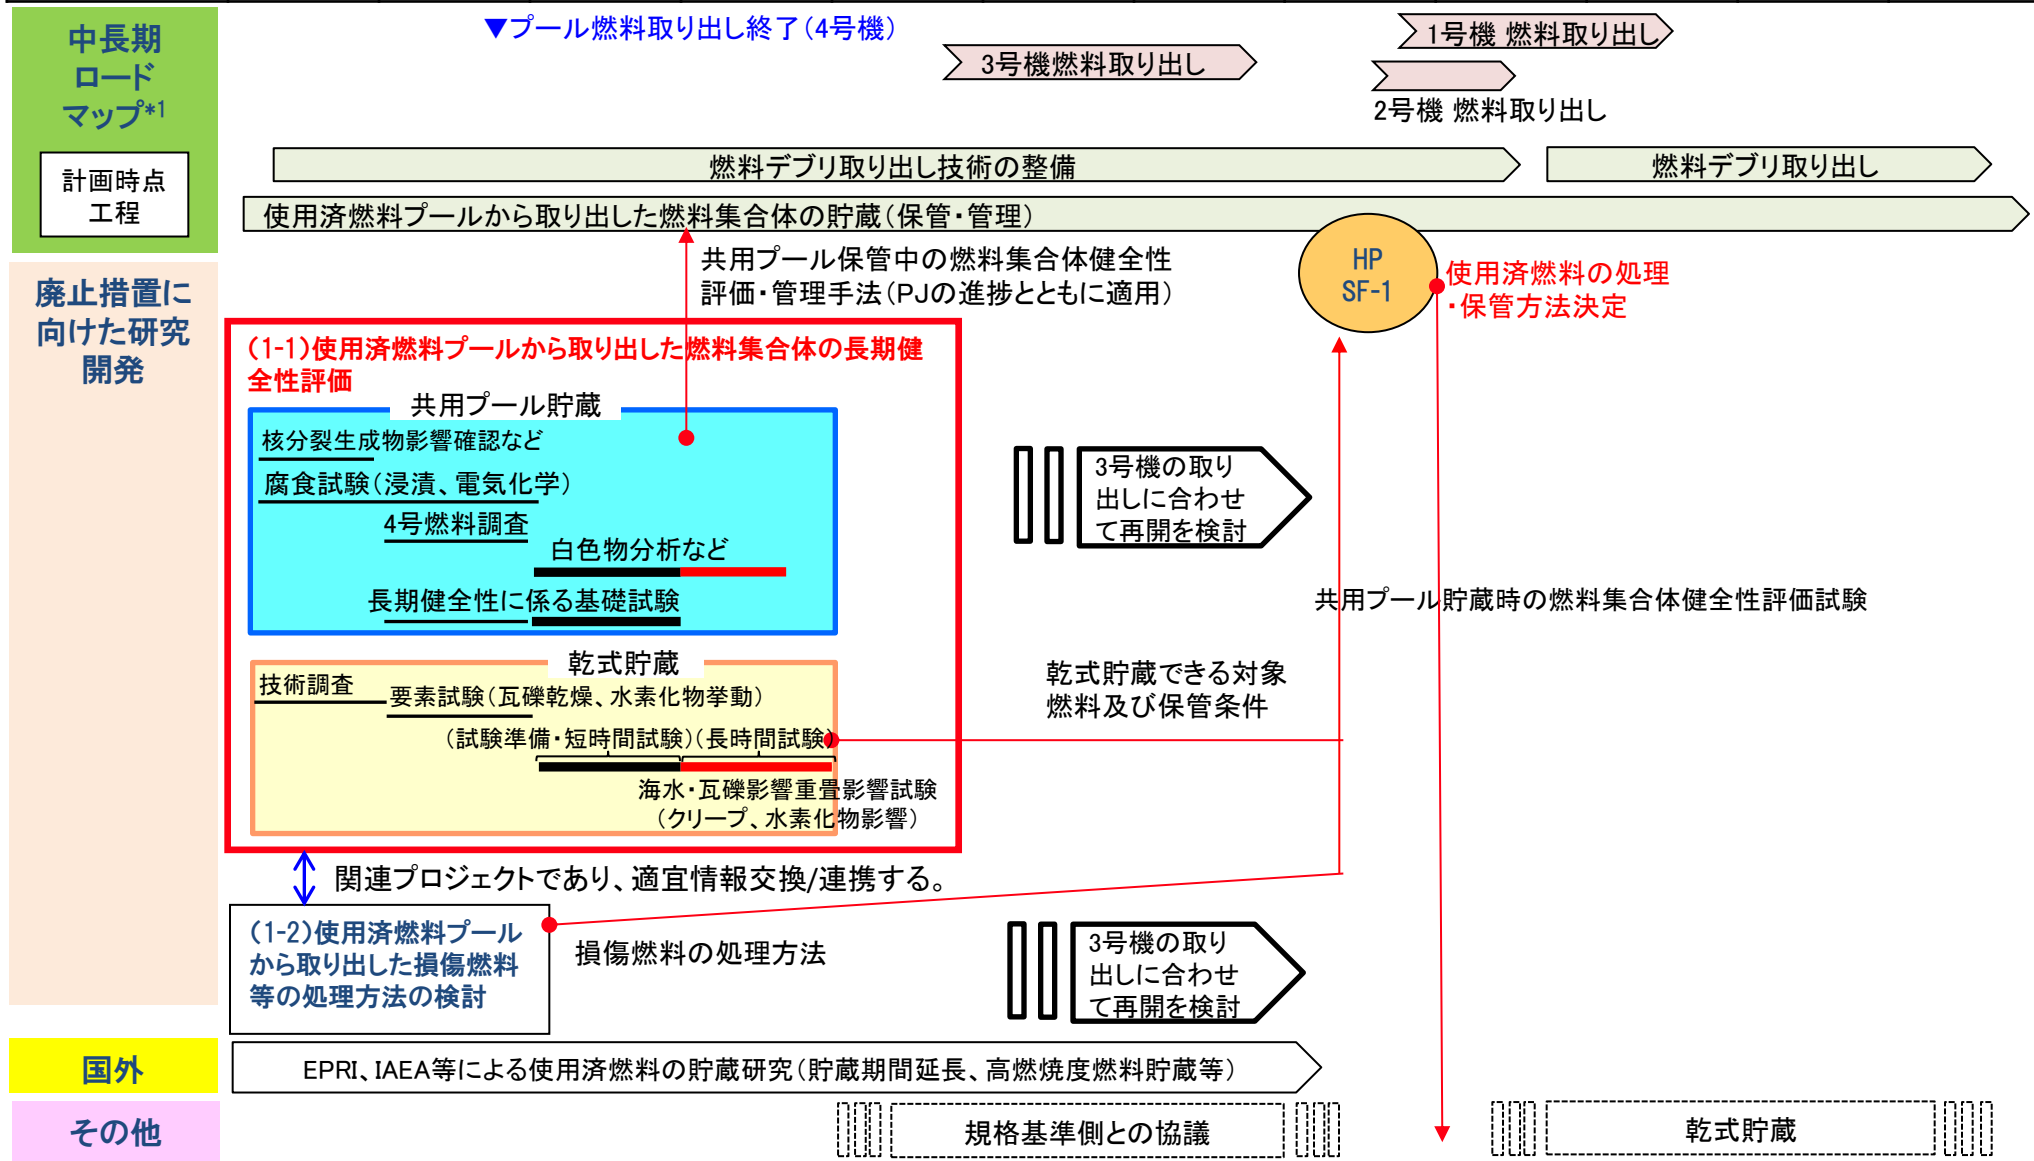 中長期
ロード
マップ*1
計画時点
工程
▼プール燃料取り出し終了(4号機)
3号機燃料取り出し
1号機 燃料取り出し
2号機 燃料取り出し
燃料デブリ取り出し技術の整備
燃料デブリ取り出し
使用済燃料プールから取り出した燃料集合体の貯蔵(保管・管理)
廃止措置に
向けた研究
開発
共用プール保管中の燃料集合体健全性
評価・管理手法(PJの進捗とともに適用)
HP
SF-1
使用済燃料の処理
・保管方法決定
(1-1)使用済燃料プールから取り出した燃料集合体の長期健
全性評価
共用プール貯蔵
核分裂生成物影響確認など
腐食試験(浸漬、電気化学)
4号燃料調査
白色物分析など
長期健全性に係る基礎試験
3号機の取り
出しに合わせ
て再開を検討
共用プール貯蔵時の燃料集合体健全性評価試験
乾式貯蔵
技術調査
要素試験(瓦礫乾燥、水素化物挙動)
(試験準備・短時間試験)(長時間試験)
海水・瓦礫影響重畳影響試験
(クリープ、水素化物影響)
乾式貯蔵できる対象
燃料及び保管条件
関連プロジェクトであり、適宜情報交換/連携する。
(1-2)使用済燃料プール
から取り出した損傷燃料
等の処理方法の検討
損傷燃料の処理方法
3号機の取り
出しに合わせ
て再開を検討
国外
EPRI、IAEA等による使用済燃料の貯蔵研究(貯蔵期間延長、高燃焼度燃料貯蔵等)
その他
規格基準側との協議
乾式貯蔵